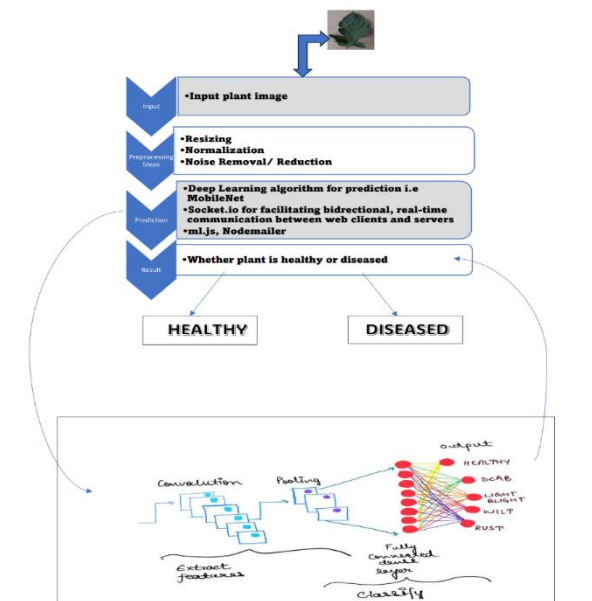 Input
•Input plant image
Preprocessing
Steps
•Resizing
•Normalization
•Noise Removal/ Reduction
Prediction
•Deep Learning algorithm for prediction i.e
MobileNet
•Socket.io for facilitating bidrectional, real-time
communication between web clients and servers
•ml.js, Nodemailer
Result
•Whether plant is healthy or diseased
HEALTHY
DISEASED
output
Convolution
Pooling
HEALTHY
SCAB
LIGHT
BLIGHT
WILT
RUST
Extract
features
Fully
connected
dense
layer
Classify